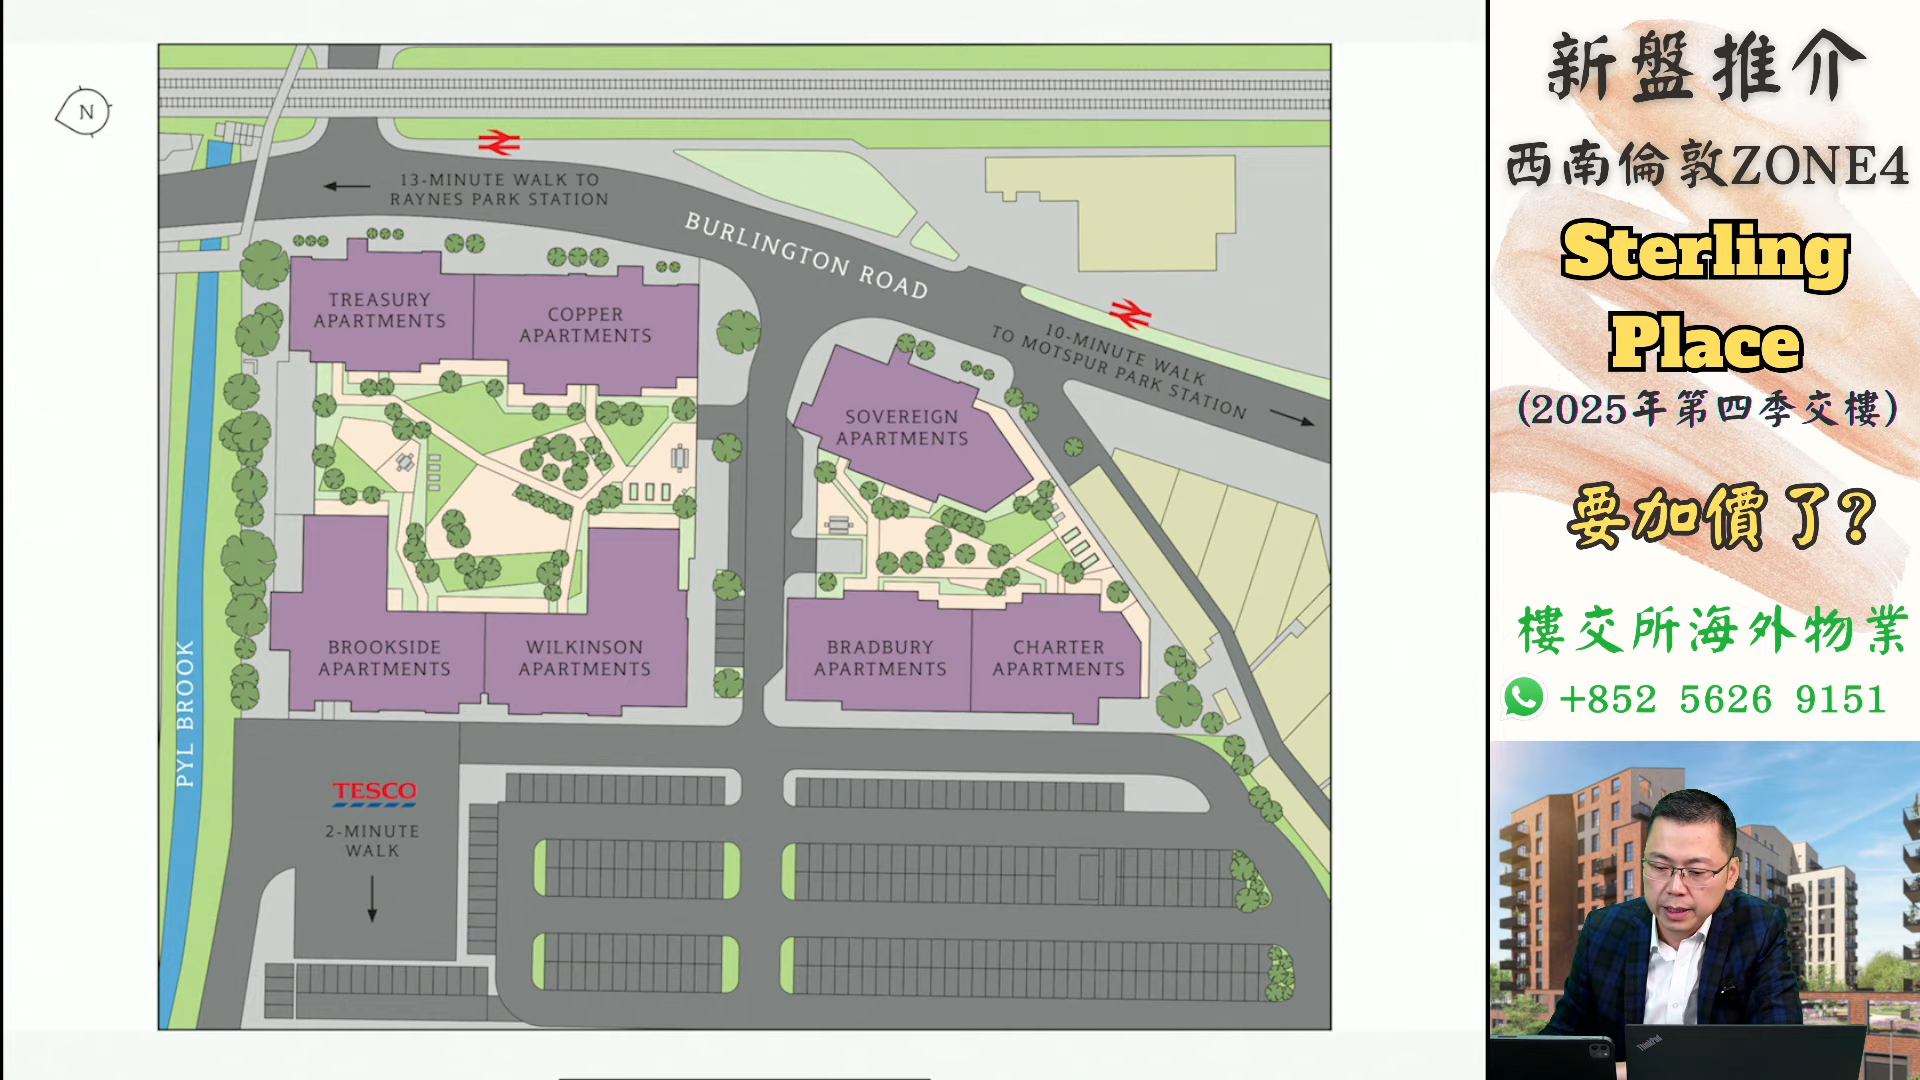 N
13-MINUTE WALK TO
RAYNES PARK STATION
BURLINGTON ROAD
10-MINUTE WALK
TO MOTSPUR PARK STATION
TREASURY
APARTMENTS
COPPER
APARTMENTS
SOVEREIGN
APARTMENTS
BROOKSIDE
APARTMENTS
WILKINSON
APARTMENTS
BRADBURY
APARTMENTS
CHARTER
APARTMENTS
PYL BROOK
TESCO
2-MINUTE
WALK
新盤推介
西南倫敦ZONE4
Sterling
Place
(2025年第四季交樓)
要加價了?
樓交所海外物業
+852 5626 9151
ThinkPad